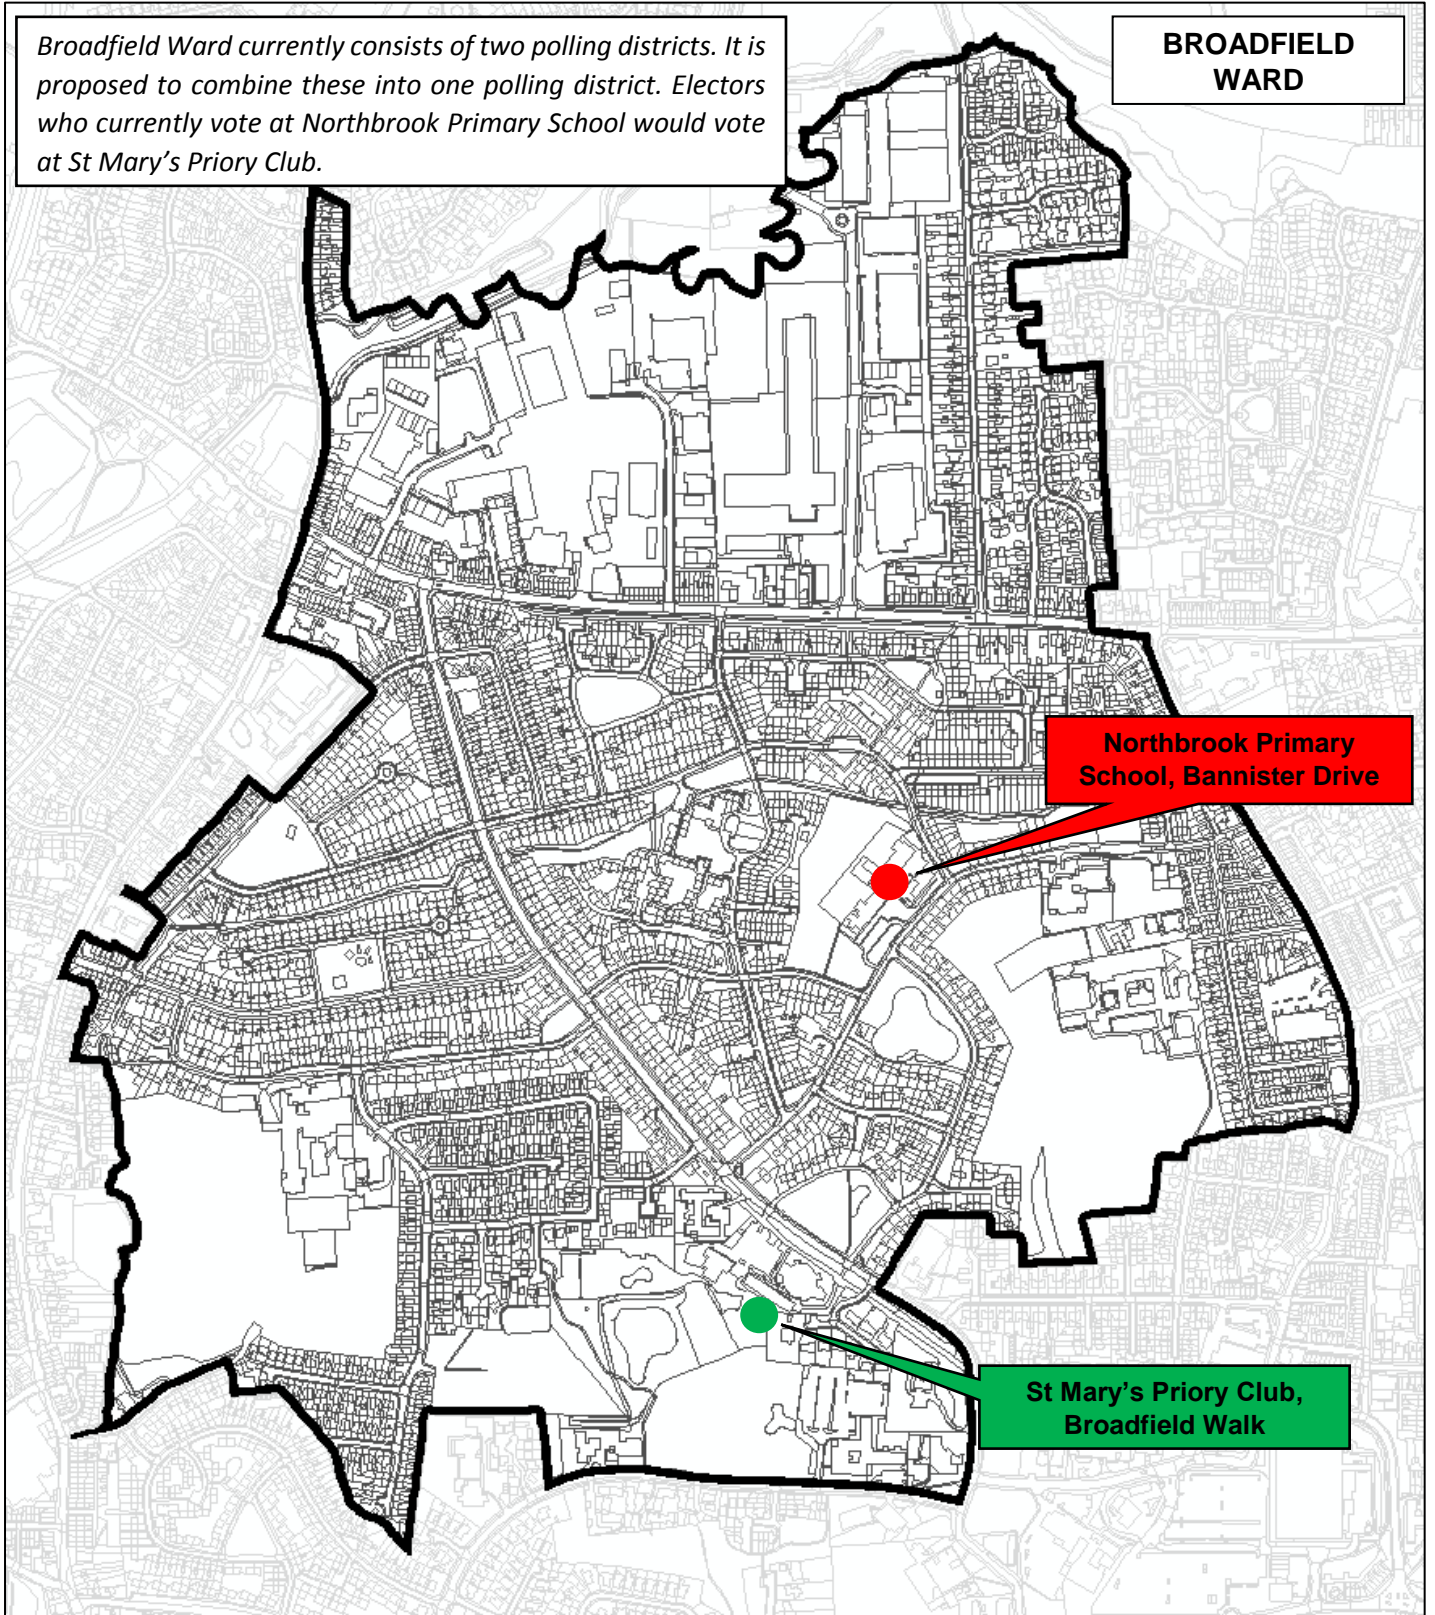 Broadfield Ward currently consists of two polling districts. It is
proposed to combine these into one polling district. Electors
who currently vote at Northbrook Primary School would vote
at St Mary's Priory Club.
BROADFIELD
WARD
Northbrook Primary
School, Bannister Drive
St Mary’s Priory Club,
Broadfield Walk